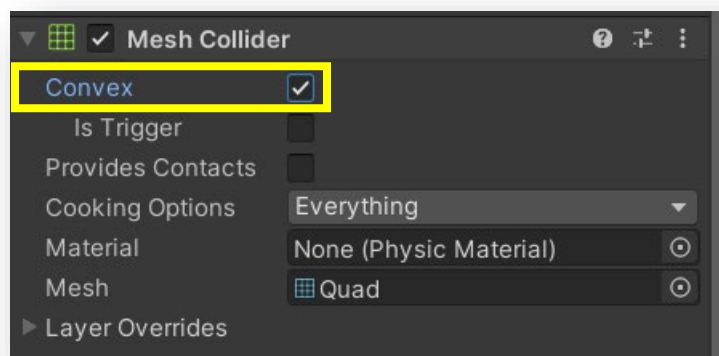 Mesh Collider
Convex
Is Trigger
Provides Contacts
Cooking Options Everything
Material None (Physic Material)
Mesh Quad
Layer Overrides